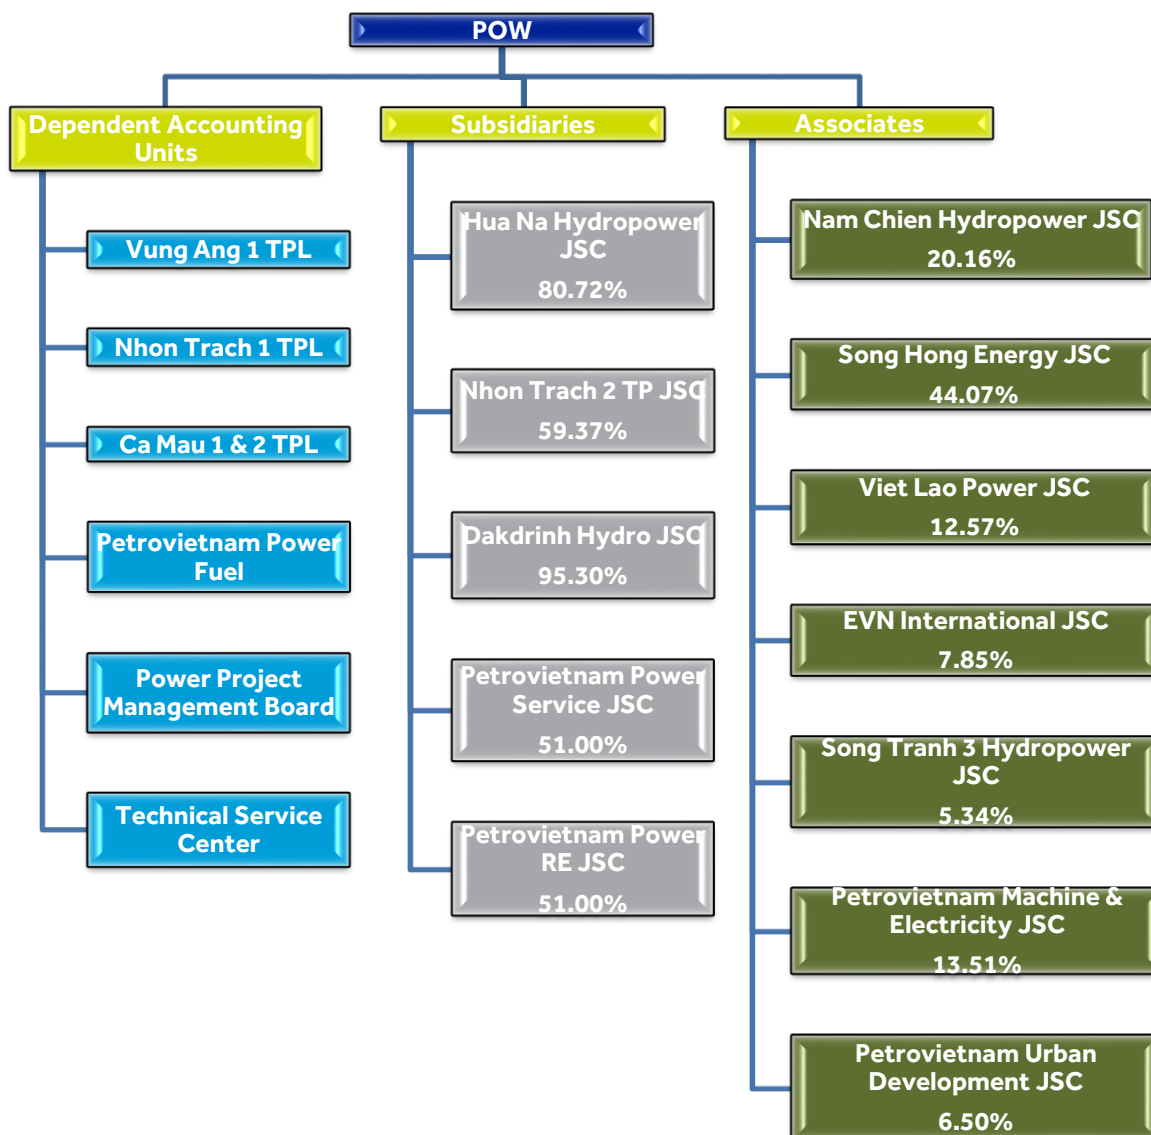 POW
Dependent Accounting
Units
Vung Ang 1 TPL
Nhon Trach 1 TPL
Ca Mau 1 & 2 TPL
Petrovietnam Power
Fuel
Power Project
Management Board
Technical Service
Center
Subsidiaries
Hua Na Hydropower
JSC
80.72%
Nhon Trach 2 TP JSC
59.37%
Dakdrinh Hydro JSC
95.30%
Petrovietnam Power
Service JSC
51.00%
Petrovietnam Power
RE JSC
51.00%
Associates
Nam Chien Hydropower JSC
20.16%
Song Hong Energy JSC
44.07%
Viet Lao Power JSC
12.57%
EVN International JSC
7.85%
Song Tranh 3 Hydropower
JSC
5.34%
Petrovietnam Machine &
Electricity JSC
13.51%
Petrovietnam Urban
Development JSC
6.50%